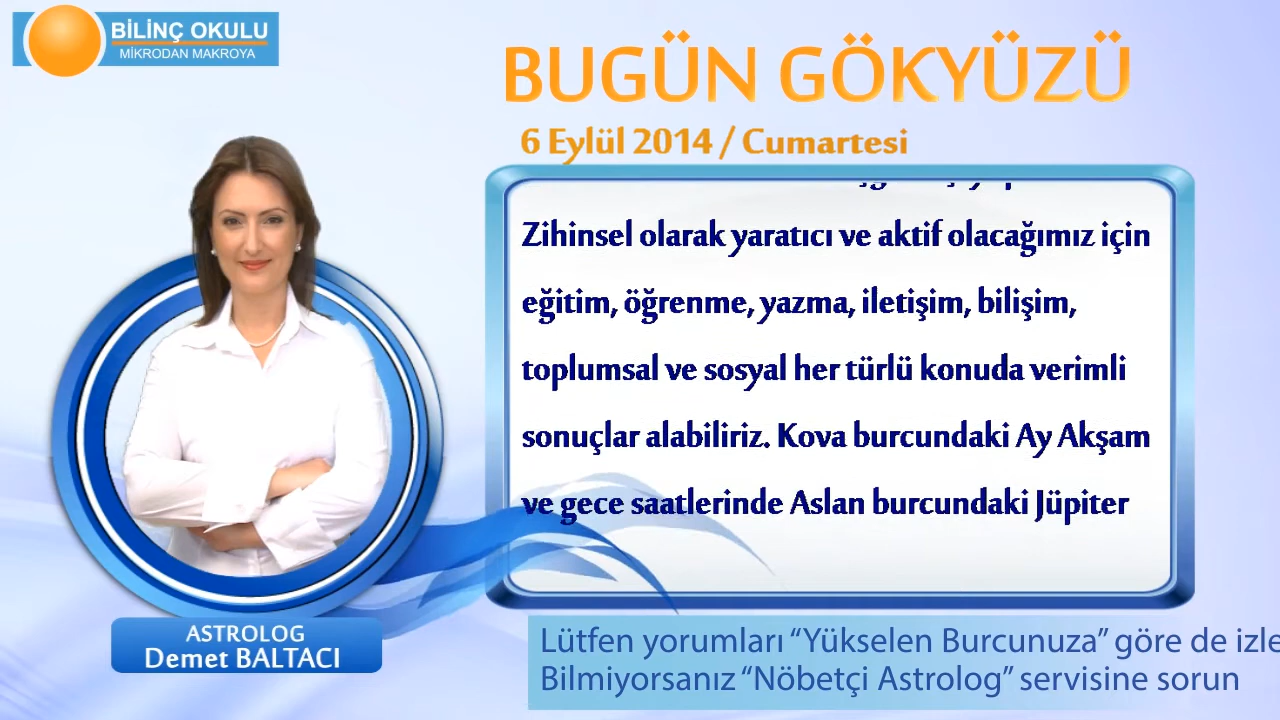 BİLİNÇ OKULU
MİKRODAN MAKROYA
BUGÜN GÖKYÜZÜ
6 Eylül 2014 / Cumartesi
Zihinsel olarak yaratıcı ve aktif olacağımız için
eğitim, öğrenme, yazma, iletişim, bilişim,
toplumsal ve sosyal her türlü konuda verimli
sonuçlar alabiliriz. Kova burcundaki Ay Akşam
ve gece saatlerinde Aslan burcundaki Jüpiter
ASTROLOG
Demet BALTACI
Lütfen yorumları “Yükselen Burcunuza” göre de izle
Bilmiyorsanız “Nöbetçi Astrolog” servisine sorun